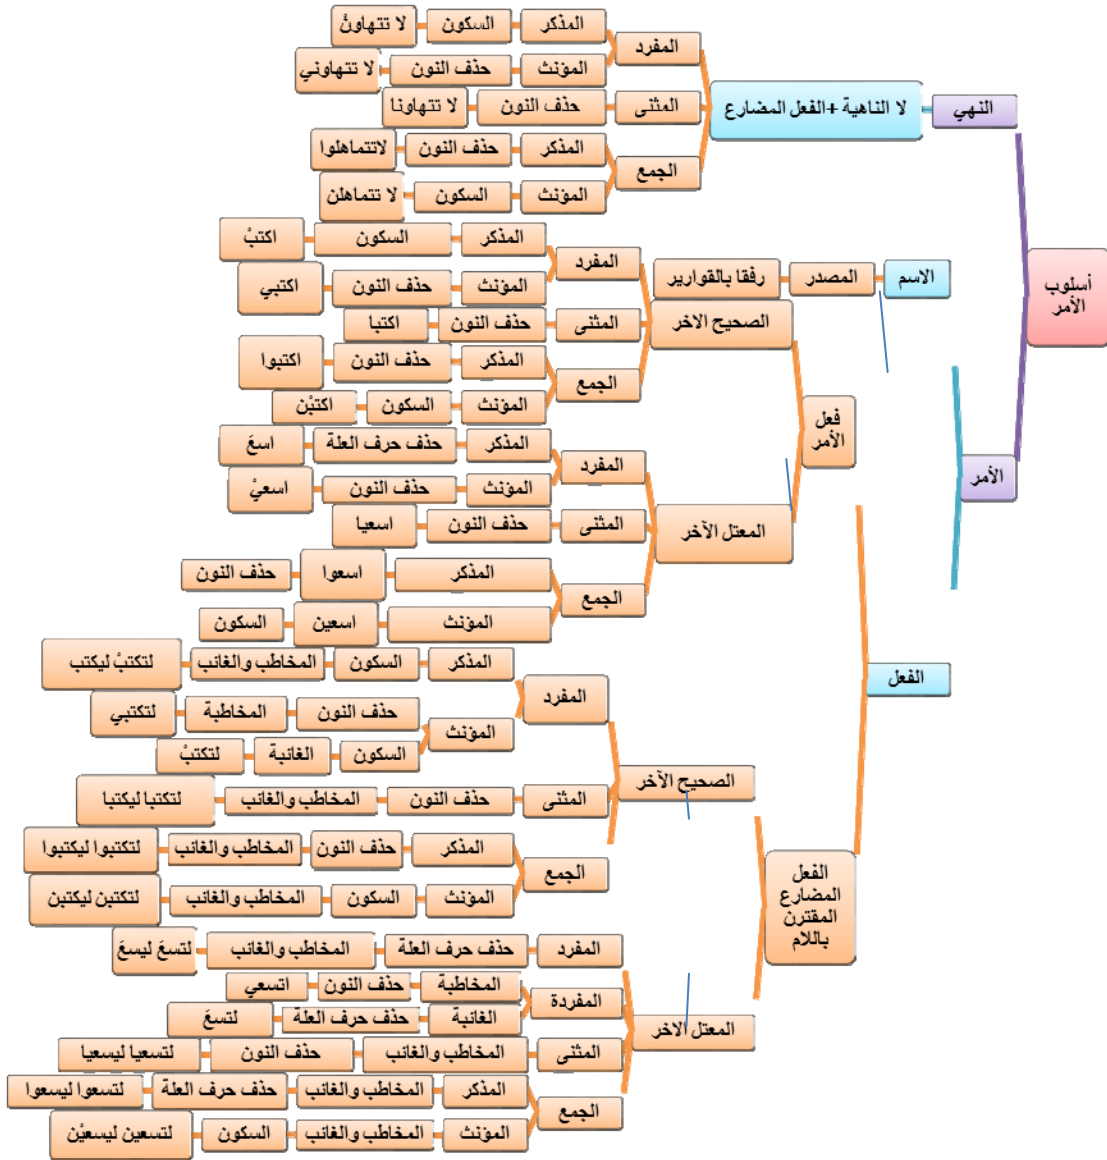 أسلوب
الأمر
النهي
لا الناهية +الفعل المضارع
المفرد
المذكر
السكون
لا تتهاونْ
المؤنث
حذف النون
لا تتهاوني
المثنى
حذف النون
لا تتهاونا
الجمع
المذكر
حذف النون
لاتتماهلوا
المؤنث
السكون
لا تتماهلن
الأمر
الاسم
المصدر
رفقا بالقوارير
الفعل
فعل
الأمر
الصحيح الاخر
المفرد
المذكر
السكون
اكتبْ
المؤنث
حذف النون
اكتبي
المثنى
حذف النون
اكتبا
الجمع
المذكر
حذف النون
اكتبوا
المؤنث
السكون
اكتبْن
المعتل الآخر
المفرد
المذكر
حذف حرف العلة
اسعَ
المؤنث
حذف النون
اسعيْ
المثنى
حذف النون
اسعيا
الجمع
المذكر
اسعوا
حذف النون
المؤنث
اسعين
السكون
الفعل
المضارع
المقترن
باللام
الصحيح الآخر
المفرد
المذكر
السكون
المخاطب والغائب
لتكتبْ ليكتب
المؤنث
حذف النون
المخاطبة
لتكتبي
السكون
الغائبة
لتكتبْ
المثنى
حذف النون
المخاطب والغائب
لتكتبا ليكتبا
الجمع
المذكر
حذف النون
المخاطب والغائب
لتكتبوا ليكتبوا
المؤنث
السكون
المخاطب والغائب
لتكتبن ليكتبن
المعتل الاخر
المفرد
حذف حرف العلة
المخاطب والغائب
لتسعَ ليسعَ
المفردة
المخاطبة
حذف النون
اتسعي
الغائبة
حذف حرف العلة
لتسعَ
المثنى
المخاطب والغائب
حذف النون
لتسعيا ليسعيا
الجمع
المذكر
المخاطب والغائب
حذف حرف العلة
لتسعوا ليسعوا
المؤنث
المخاطب والغائب
السكون
لتسعين ليسعيْن